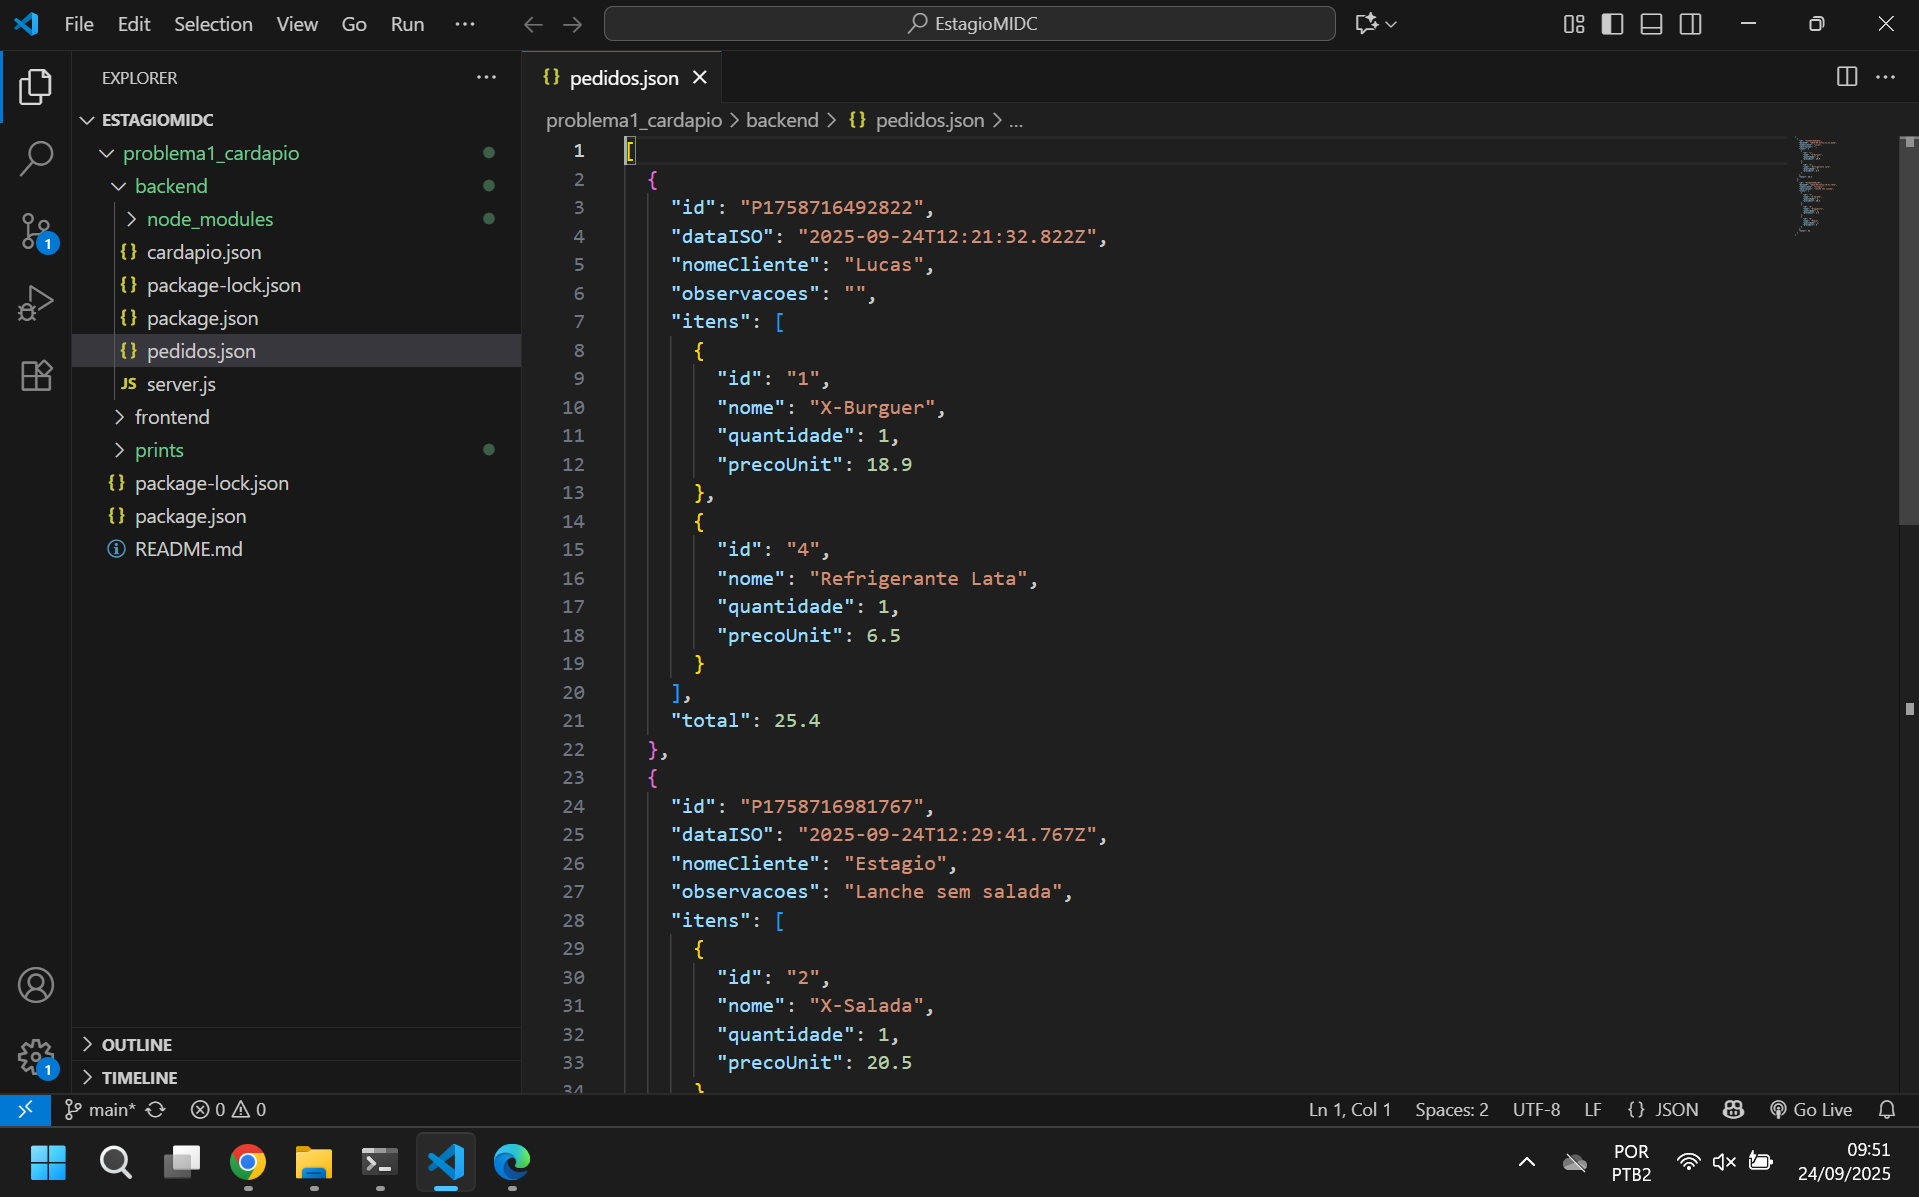 File Edit Selection View Go Run ··· EstagioMIDC
EXPLORER
ESTAGIOMIDC
problema1_cardapio
backend
node_modules
{} cardapio.json
{} package-lock.json
{} package.json
{} pedidos.json
JS server.js
frontend
prints
{} package-lock.json
{} package.json
README.md
OUTLINE
TIMELINE
1
1
{} pedidos.json
problema1_cardapio > backend > {} pedidos.json > ...
1 [
2 {
3 "id": "P1758716492822",
4 "dataISO": "2025-09-24T12:21:32.822Z",
5 "nomeCliente": "Lucas",
6 "observacoes": "",
7 "itens": [
8 {
9 "id": "1",
10 "nome": "X-Burguer",
11 "quantidade": 1,
12 "precoUnit": 18.9
13 },
14 {
15 "id": "4",
16 "nome": "Refrigerante Lata",
17 "quantidade": 1,
18 "precoUnit": 6.5
19 }
20 ],
21 "total": 25.4
22 },
23 {
24 "id": "P1758716981767",
25 "dataISO": "2025-09-24T12:29:41.767Z",
26 "nomeCliente": "Estagio",
27 "observacoes": "Lanche sem salada",
28 "itens": [
29 {
30 "id": "2",
31 "nome": "X-Salada",
32 "quantidade": 1,
33 "precoUnit": 20.5
34 }
main* 0 0 Ln 1, Col 1 Spaces: 2 UTF-8 LF {} JSON Go Live
POR
PTB2
09:51
24/09/2025